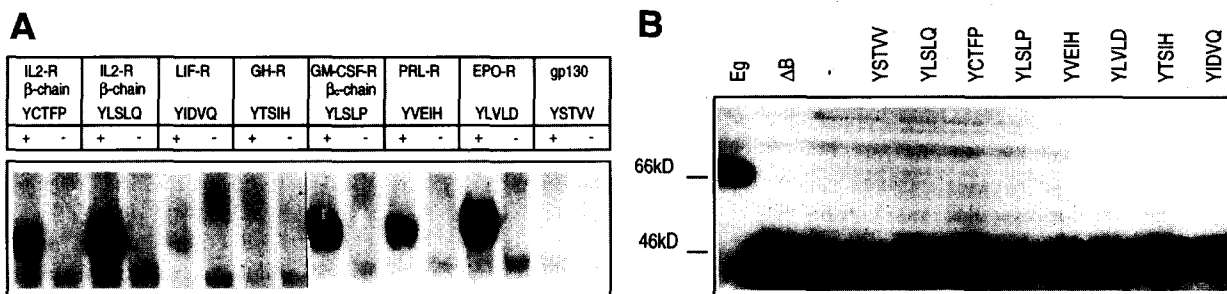 A
IL2-R β-chain YCTFP IL2-R β-chain YLSLQ LIF-R YIDVQ GH-R YTSIH GM-CSF-R βc-chain YLSLP PRL-R YVEIH EPO-R YLVLD gp130 YSTVV
+ - + - + - + - + - + - + - + -
B
Eg ΔB - YSTVV YLSLQ YCTFP YLSLP YVEIH YLVLD YTSIH YIDVQ
66kD
46kD